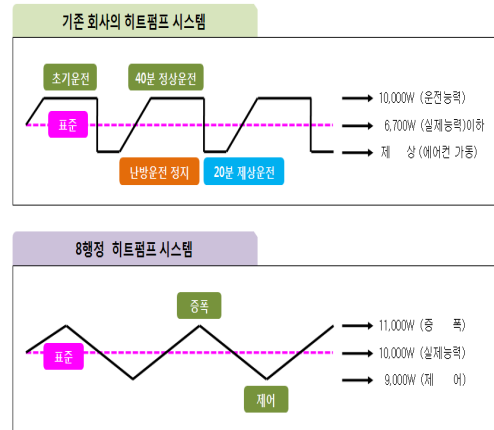 기존 회사의 히트펌프 시스템
초기운전
40분 정상운전
표준
난방운전 정지
20분 제상운전
10,000W (운전능력)
6,700W (실제능력)이하
제 상 (에어컨 가동)
8행정 히트펌프 시스템
증폭
표준
제어
11,000W (증 폭)
10,000W (실제능력)
9,000W (제 어)